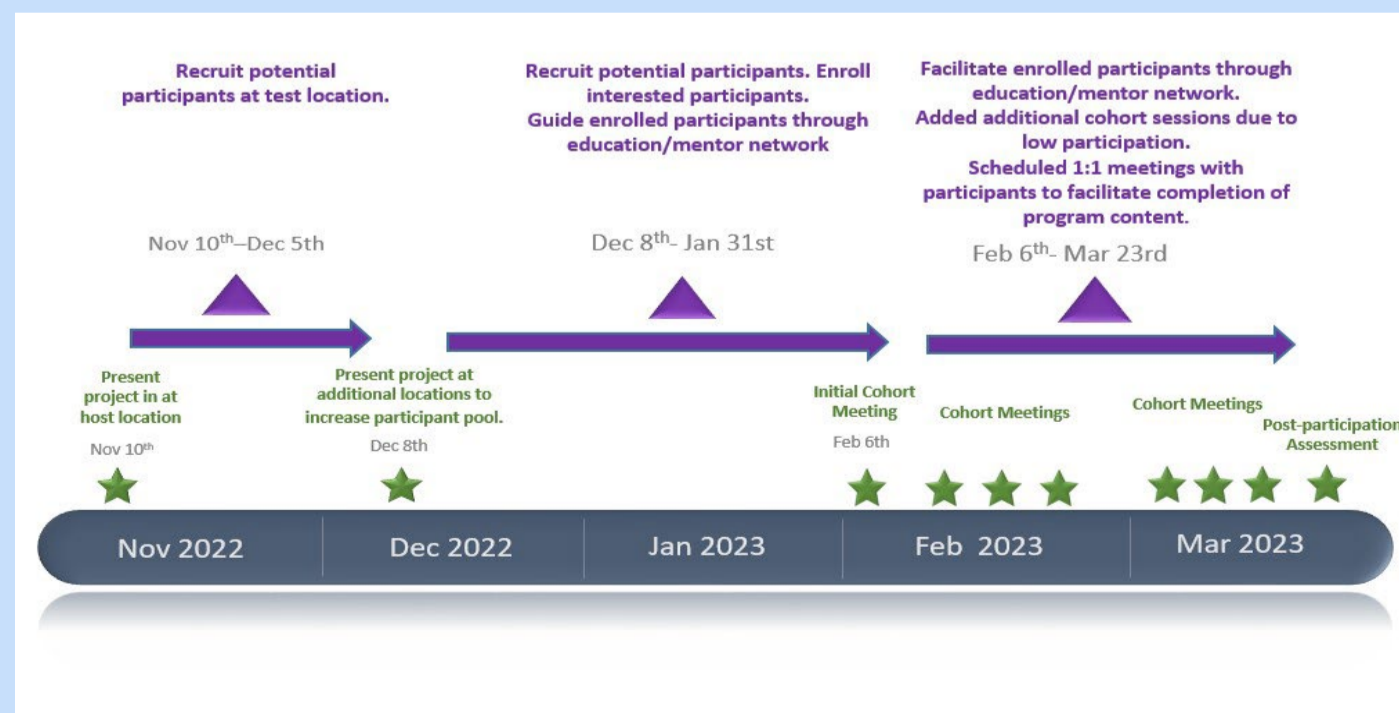 Recruit potential
participants at test location.
Nov 10th–Dec 5th
Recruit potential participants. Enroll
interested participants.
Guide enrolled participants through
education/mentor network
Dec 8th- Jan 31st
Facilitate enrolled participants through
education/mentor network.
Added additional cohort sessions due to
low participation.
Scheduled 1:1 meetings with
participants to facilitate completion of
program content.
Feb 6th- Mar 23rd
Present
project in at
host location
Nov 10th
Present project at
additional locations to
increase participant pool.
Dec 8th
Initial Cohort
Meeting
Feb 6th
Cohort Meetings
Cohort Meetings
Post-participation
Assessment
Nov 2022
Dec 2022
Jan 2023
Feb 2023
Mar 2023